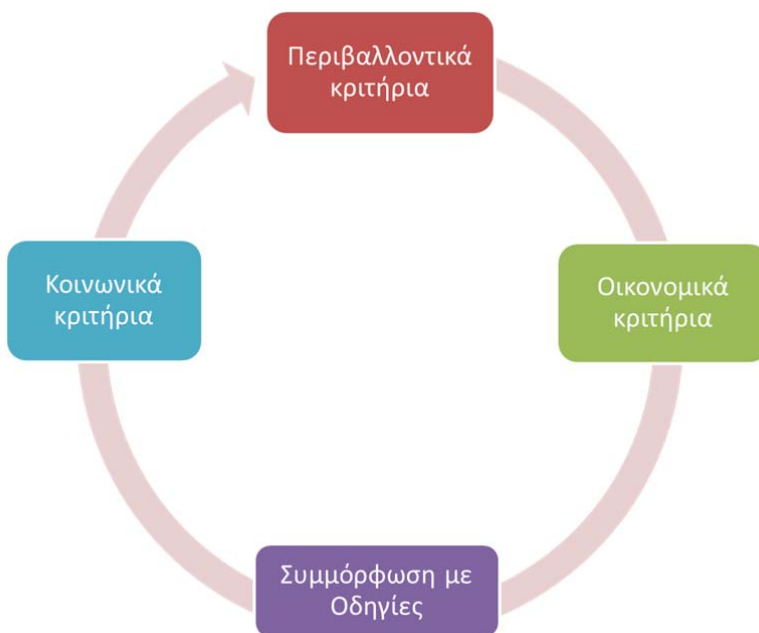 Περιβαλλοντικά
κριτήρια
Οικονομικά
κριτήρια
Συμμόρφωση με
Οδηγίες
Κοινωνικά
κριτήρια